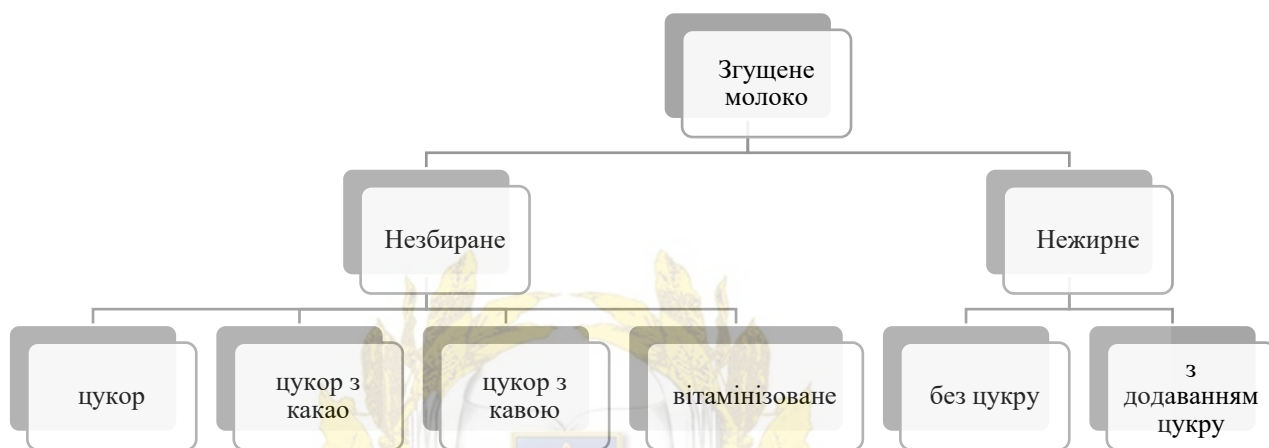 Згущене
молоко
Незбиране
Нежирне
цукор
цукор з
какао
цукор з
кавою
вітамінізоване
без цукру
з
додаванням
цукру